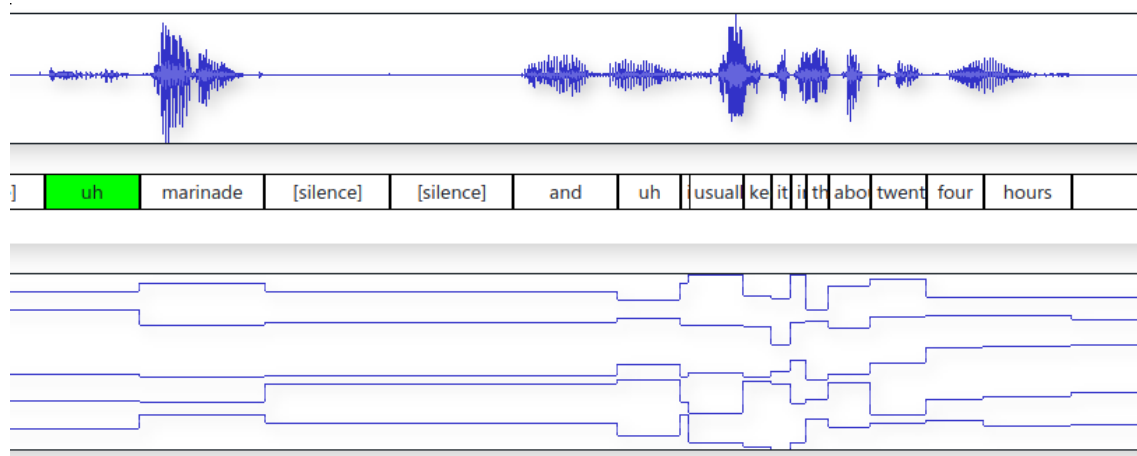 ] uh marinade [silence] [silence] and uh i usuall ke it i th abo twent four hours